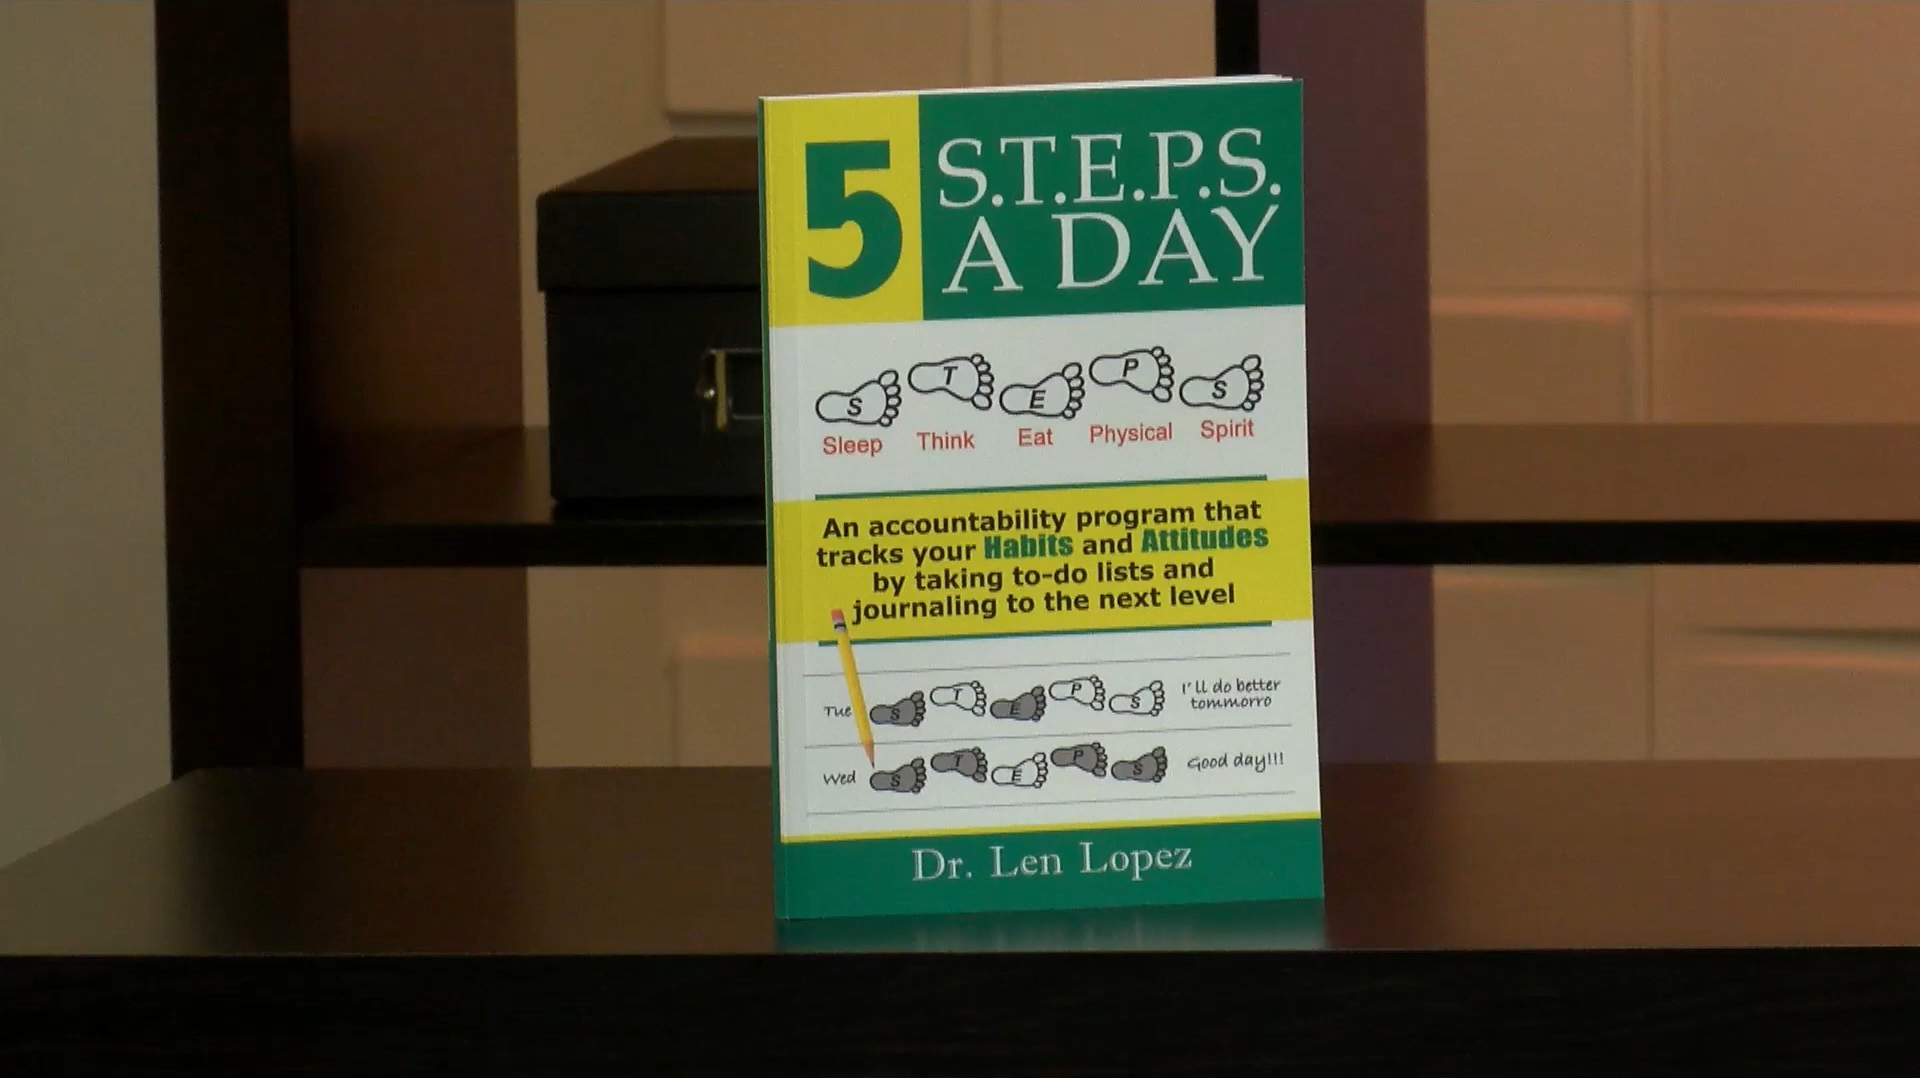 5 S.T.E.P.S.
A DAY
S T E P S
Sleep Think Eat Physical Spirit
An accountability program that
tracks your Habits and Attitudes
by taking to-do lists and
journaling to the next level
Tue S T E P S I'll do better
tommorro
Wed S T E P S Good day!!!
Dr. Len Lopez